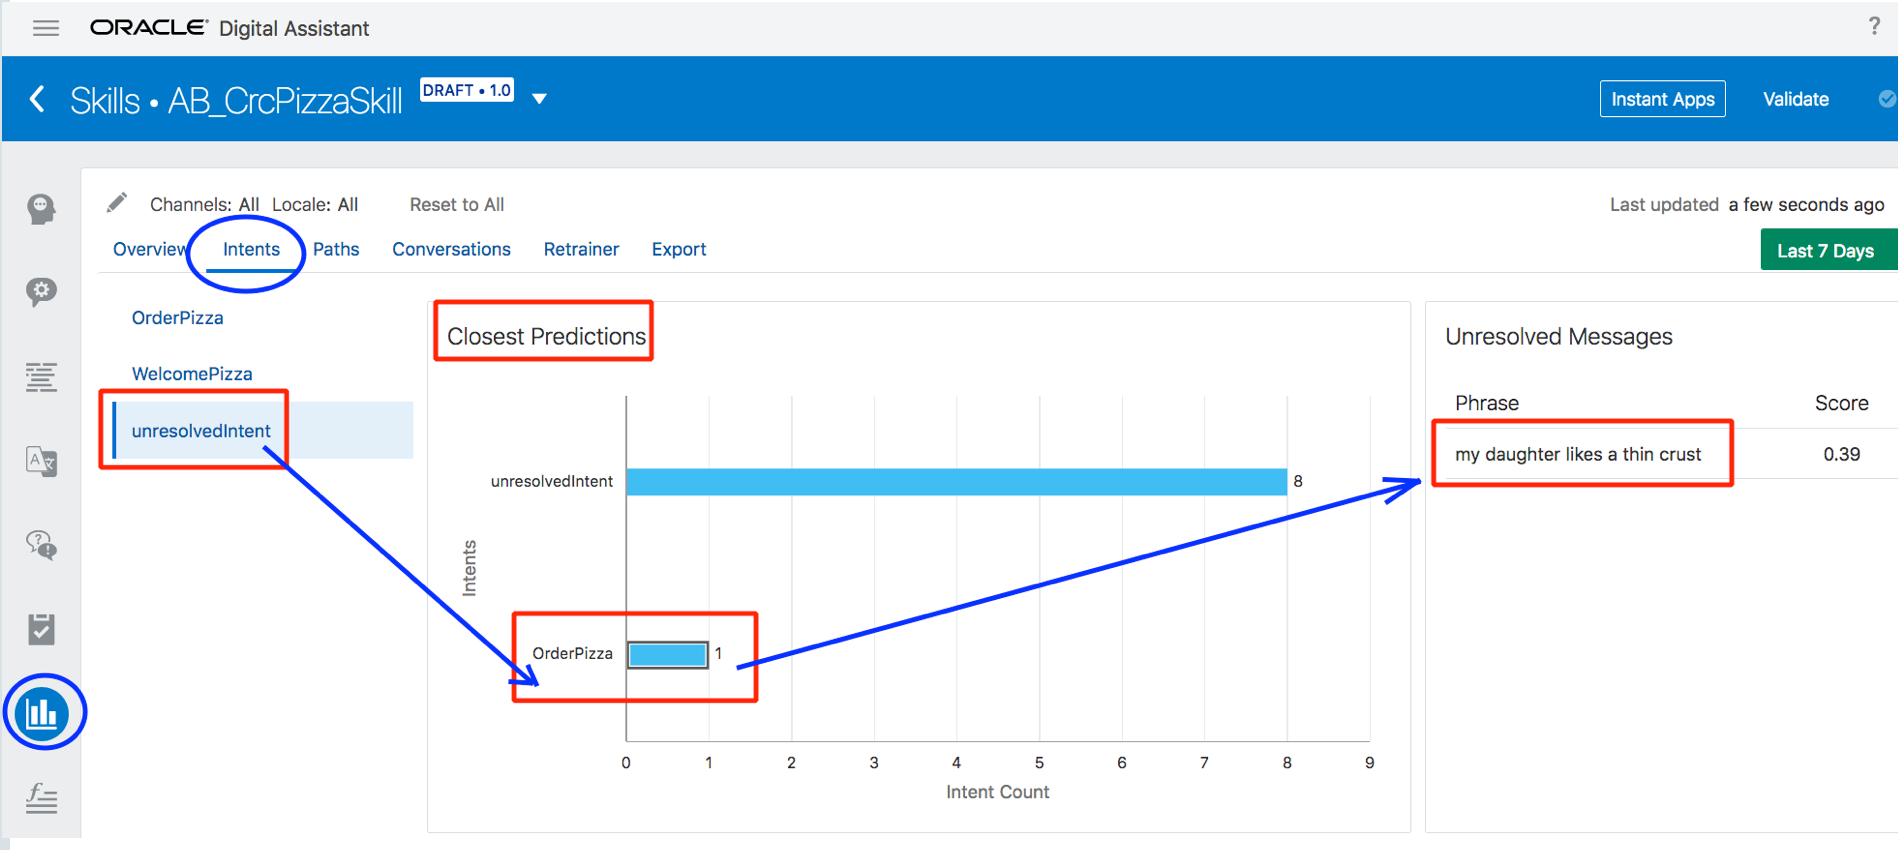 ORACLE® Digital Assistant
?
Skills • AB_CrcPizzaSkill
DRAFT • 1.0
Instant Apps
Validate
Channels: All Locale: All
Reset to All
Last updated a few seconds ago
Overview
Intents
Paths
Conversations
Retrainer
Export
Last 7 Days
OrderPizza
WelcomePizza
unresolvedIntent
Closest Predictions
Intents
unresolvedIntent
8
OrderPizza
1
0 1 2 3 4 5 6 7 8 9
Intent Count
Unresolved Messages
Phrase Score
my daughter likes a thin crust 0.39